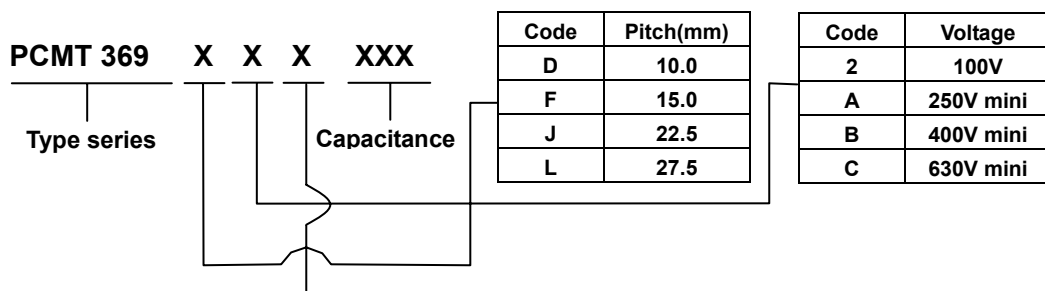 PCMT 369 X X X XXX
Type series
Capacitance
Code Pitch(mm)
D 10.0
F 15.0
J 22.5
L 27.5
Code Voltage
2 100V
A 250V mini
B 400V mini
C 630V mini